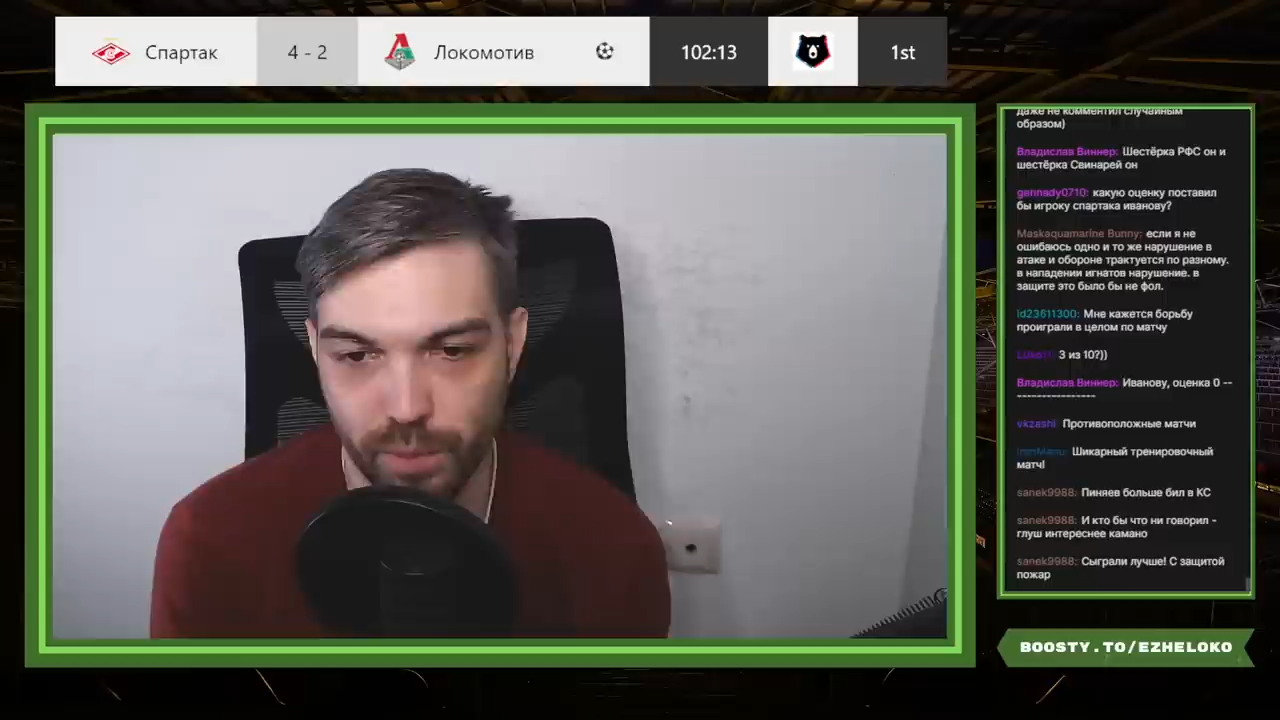 Спартак
4 - 2
Локомотив
102:13
1st
даже не комментил случайным
образом)
Владислав Виннер: Шестёрка РФС он и
шестёрка Свинарей он
gennady0710: какую оценку поставил
бы игроку спартака иванову?
Maskaquamarine Bunny: если я не
ошибаюсь одно и то же нарушение в
атаке и обороне трактуется по разному.
в нападении игнатов нарушение. в
защите это было бы не фол.
id23611300: Мне кажется борьбу
проиграли в целом по матчу
3 из 10?))
Владислав Виннер: Иванову, оценка 0 --
-----------------
vkzashl: Противоположные матчи
Шикарный тренировочный
матч!
sanek9988: Пиняев больше бил в КС
sanek9988: И кто бы что ни говорил -
глуш интереснее камано
sanek9988: Сыграли лучше! С защитой
пожар
BOOSTY.TO/EZHELOKO